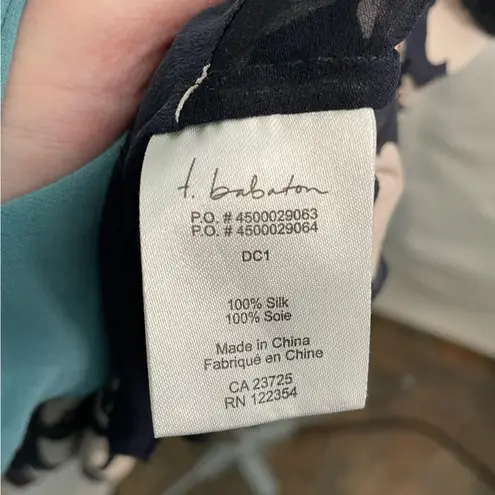 t. babaton
P.O. # 4500029063
P.O. # 4500029064
DC1
100% Silk
100% Soie
Made in China
Fabriqué en Chine
CA 23725
RN 122354